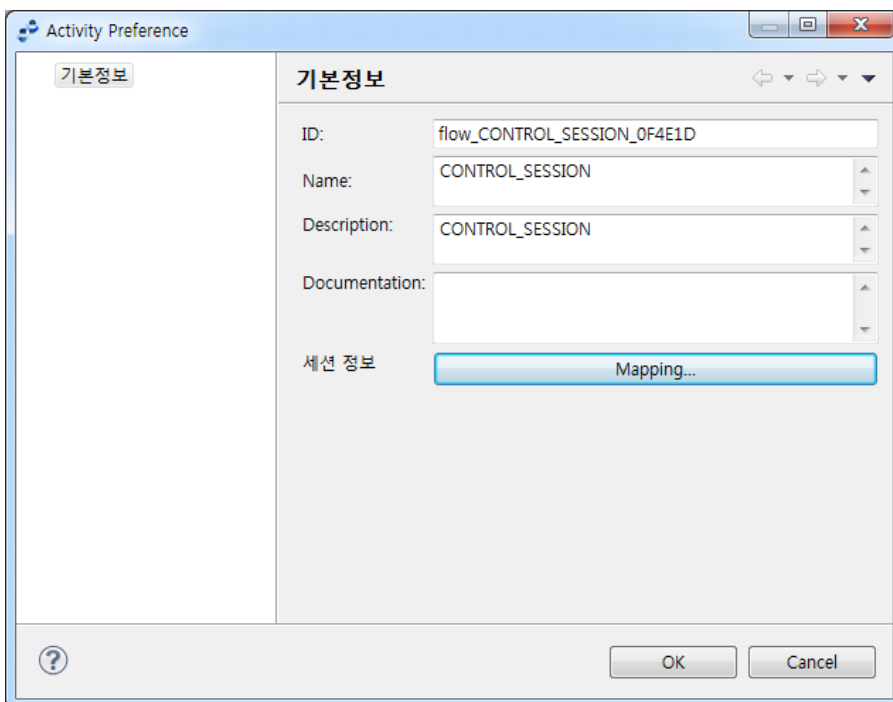 Activity Preference
기본정보
기본정보
ID:
flow_CONTROL_SESSION_0F4E1D
Name:
CONTROL_SESSION
Description:
CONTROL_SESSION
Documentation:
세션 정보
Mapping...
?
OK
Cancel